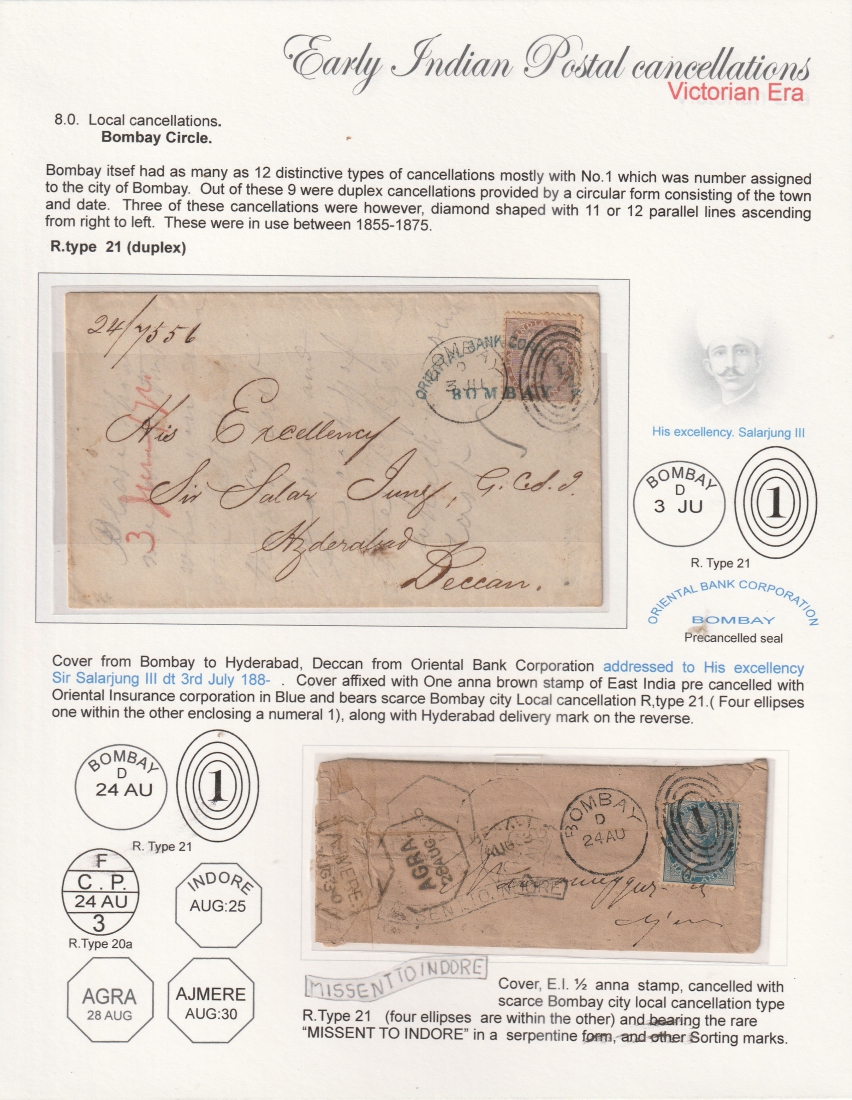 Early Indian Postal cancellations
Victorian Era
8.0. Local cancellations.
Bombay Circle.
Bombay itsef had as many as 12 distinctive types of cancellations mostly with No.1 which was number assigned
to the city of Bombay. Out of these 9 were duplex cancellations provided by a circular form consisting of the town
and date. Three of these cancellations were however, diamond shaped with 11 or 12 parallel lines ascending
from right to left. These were in use between 1855-1875.
R.type 21 (duplex)
24/7556
ORIENTAL BANK CORP
BOMBAY
3 JU
His Excellency
Sir Salar Jung, G.C.S.I.
Hyderabad
Deccan.
His excellency. Salarjung III
BOMBAY
D
3 JU
1
R. Type 21
ORIENTAL BANK CORPORATION
BOMBAY
Precancelled seal
Cover from Bombay to Hyderabad, Deccan from Oriental Bank Corporation addressed to His excellency
Sir Salarjung III dt 3rd July 188- . Cover affixed with One anna brown stamp of East India pre cancelled with
Oriental Insurance corporation in Blue and bears scarce Bombay city Local cancellation R,type 21.( Four ellipses
one within the other enclosing a numeral 1), along with Hyderabad delivery mark on the reverse.
BOMBAY
D
24 AU
1
R. Type 21
F
C. P.
24 AU
3
R.Type 20a
INDORE
AUG:25
AGRA
28 AUG
AJMERE
AUG:30
AGRA.
28AUG
BOMBAY
D
24 AU
1
MISSENT TO INDORE
MISSENT TO INDORE
Cover, E.I. ½ anna stamp, cancelled with
scarce Bombay city local cancellation type
R.Type 21 (four ellipses are within the other) and bearing the rare
“MISSENT TO INDORE” in a serpentine form, and other Sorting marks.